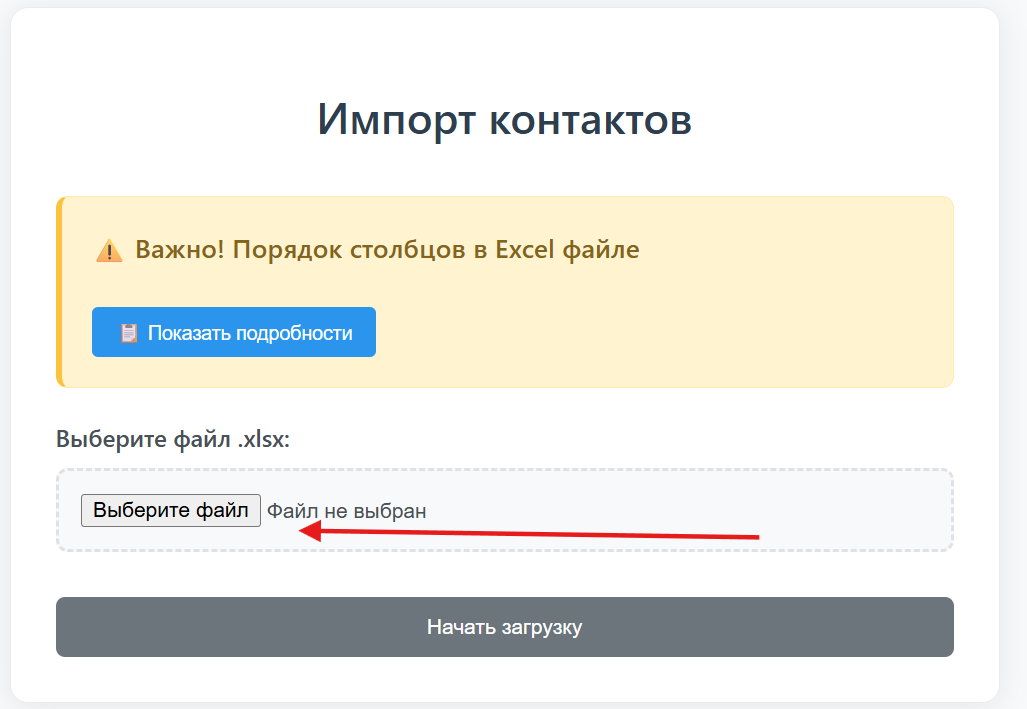 Импорт контактов
Важно! Порядок столбцов в Excel файле
Показать подробности
Выберите файл .xlsx:
Выберите файл Файл не выбран
Начать загрузку